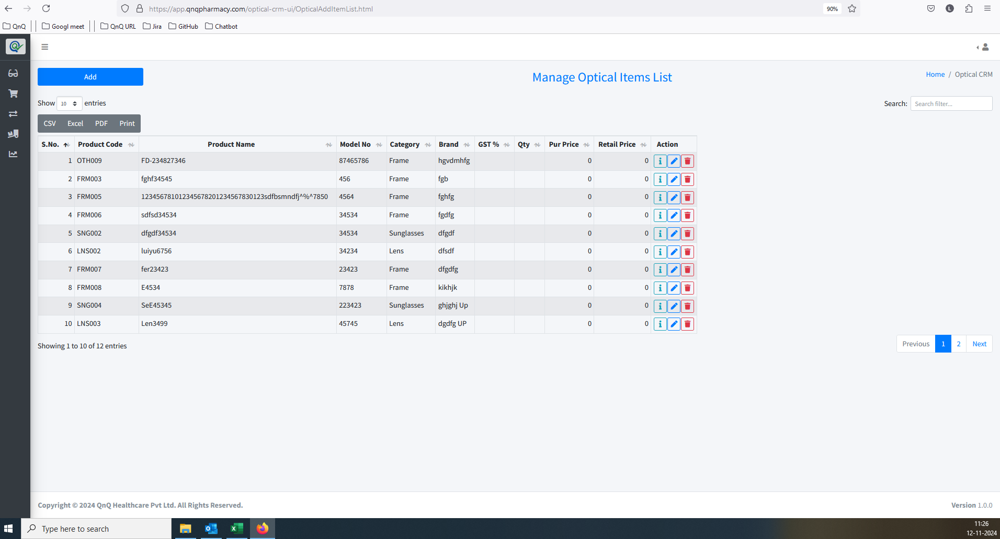 https://app.qnqpharmacy.com/optical-crm-ui/OpticalAddItemList.html 90% L
QnQ Googl meet QnQ URL Jira GitHub Chatbot
Add Manage Optical Items List Home / Optical CRM
Show 10 entries Search: Search filter...
CSV Excel PDF Print
S.No. Product Code Product Name Model No Category Brand GST % Qty Pur Price Retail Price Action
1 OTH009 FD-234827346 87465786 Frame hgvdmhfg 0 0
2 FRM003 fghf34545 456 Frame fgb 0 0
3 FRM005 123456781012345678201234567830123sdfbsmndfj^%^7850 4564 Frame fghfg 0 0
4 FRM006 sdfsd34534 34534 Frame fgdfg 0 0
5 SNG002 dfgdf34534 34534 Sunglasses dfgdf 0 0
6 LNS002 luiyu6756 34234 Lens dfsdf 0 0
7 FRM007 fer23423 23423 Frame dfgdfg 0 0
8 FRM008 E4534 7878 Frame kikhjk 0 0
9 SNG004 SeE45345 223423 Sunglasses ghjghj Up 0 0
10 LNS003 Len3499 45745 Lens dgdfg UP 0 0
Showing 1 to 10 of 12 entries Previous 1 2 Next
Copyright © 2024 QnQ Healthcare Pvt Ltd. All Rights Reserved. Version 1.0.0
Type here to search 11:26
12-11-2024